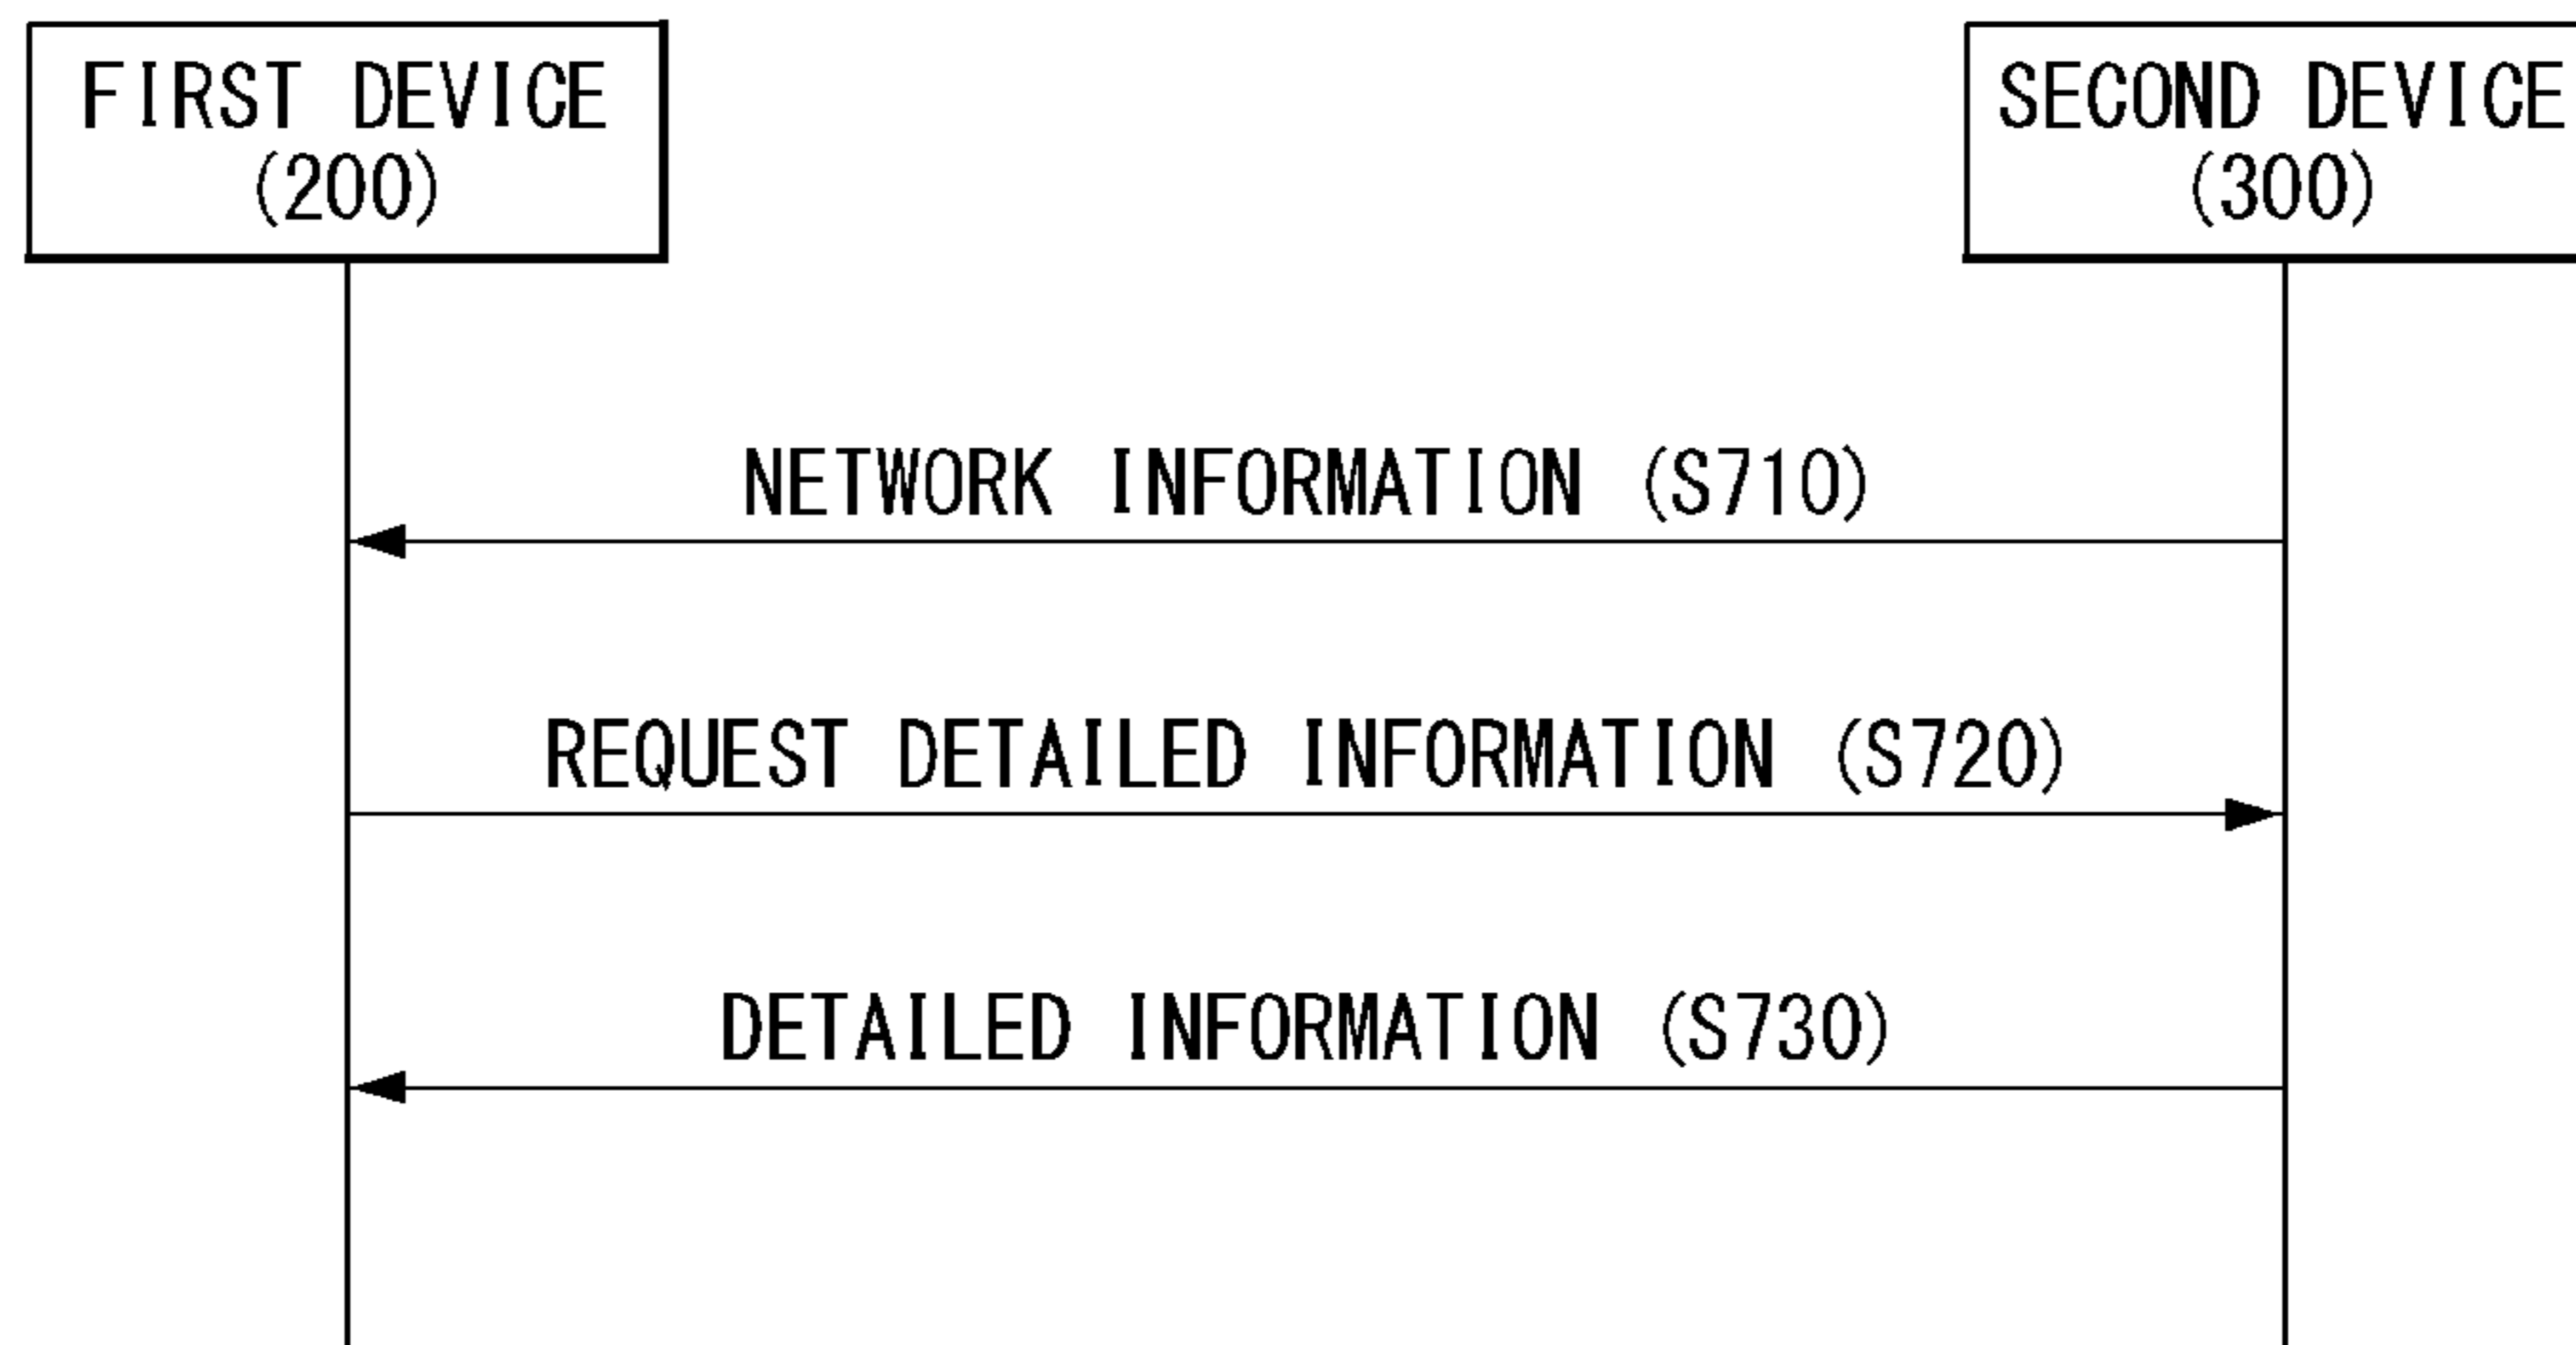 FIRST DEVICE
(200)
SECOND DEVICE
(300)
NETWORK INFORMATION (S710)
REQUEST DETAILED INFORMATION (S720)
DETAILED INFORMATION (S730)